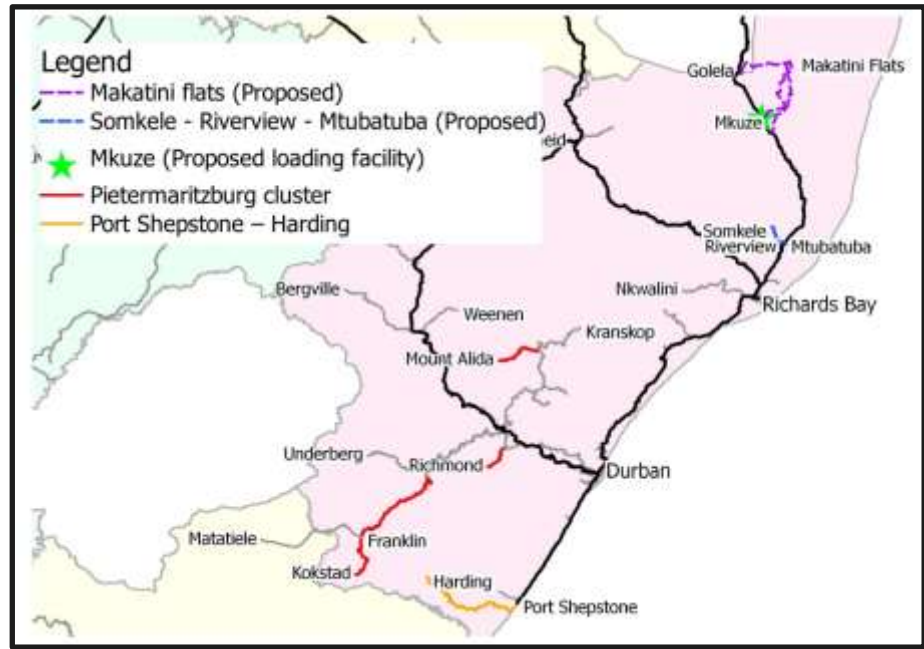 Legend
Makatini flats (Proposed)
Somkele - Riverview - Mtubatuba (Proposed)
Mkuze (Proposed loading facility)
Pietermaritzburg cluster
Port Shepstone – Harding
Golela
Makatini Flats
Mkuze
eid
Somkele
Riverview
Mtubatuba
Nkwalini
Richards Bay
Bergville
Weenen
Kranskop
Mount Alida
Underberg
Richmond
Durban
Matatiele
Franklin
Kokstad
Harding
Port Shepstone